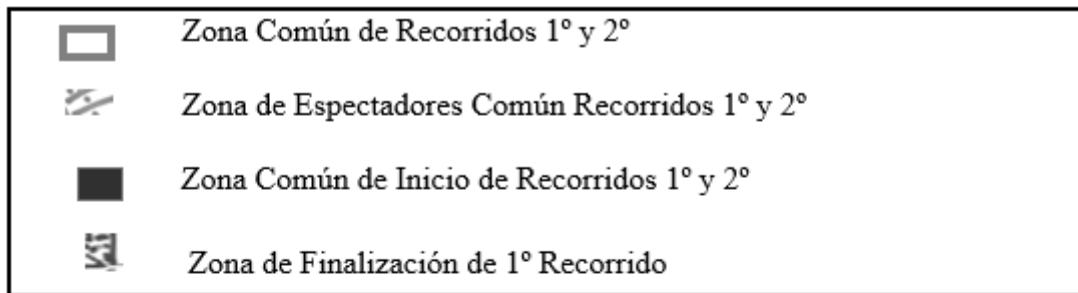 Zona Común de Recorridos 1º y 2º
Zona de Espectadores Común Recorridos 1º y 2º
Zona Común de Inicio de Recorridos 1º y 2º
Zona de Finalización de 1º Recorrido